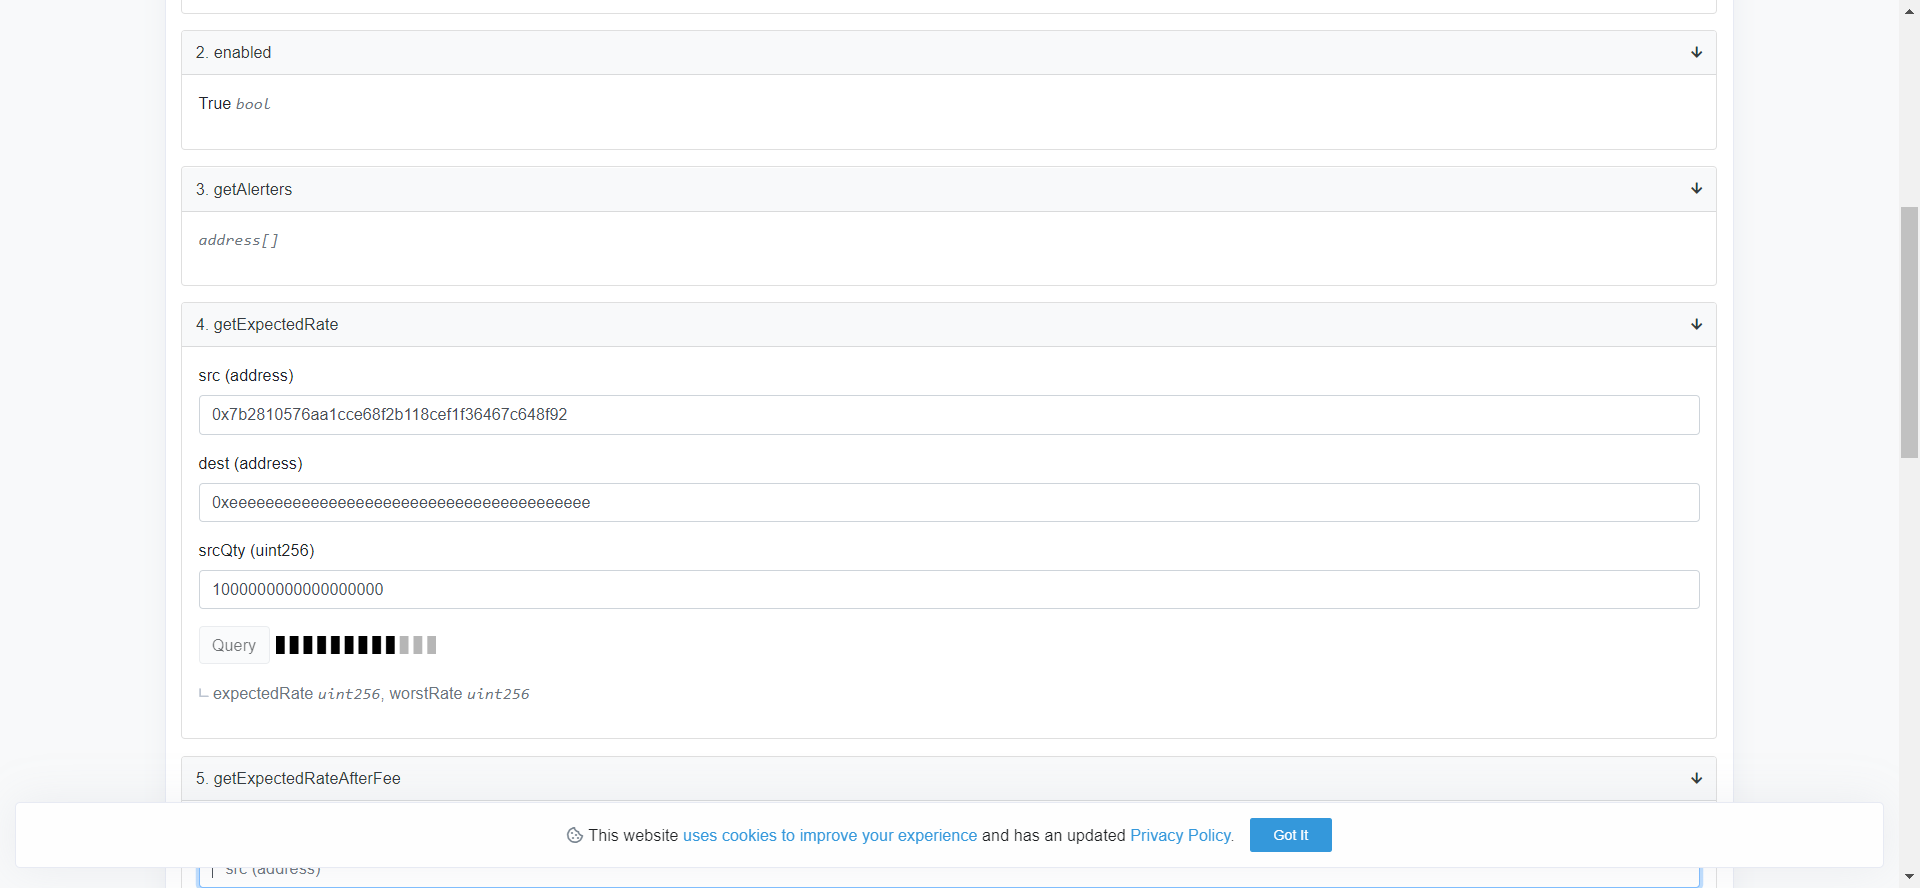 2. enabled
True bool
3. getAlerters
address[]
4. getExpectedRate
src (address)
0x7b2810576aa1cce68f2b118cef1f36467c648f92
dest (address)
0xeeeeeeeeeeeeeeeeeeeeeeeeeeeeeeeeeeeeeeee
srcQty (uint256)
1000000000000000000
Query
expectedRate uint256, worstRate uint256
5. getExpectedRateAfterFee
This website uses cookies to improve your experience and has an updated Privacy Policy.
Got It
src (address)